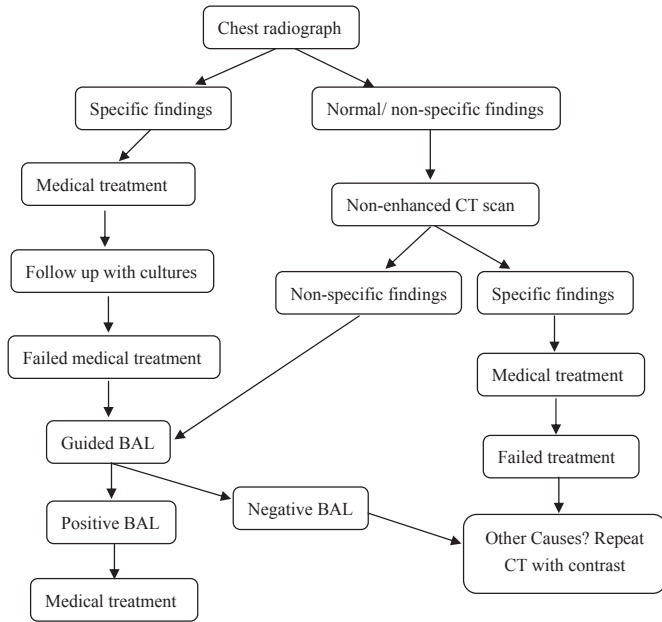 Chest radiograph
Specific findings
Normal/ non-specific findings
Medical treatment
Non-enhanced CT scan
Follow up with cultures
Non-specific findings
Specific findings
Failed medical treatment
Medical treatment
Guided BAL
Failed treatment
Positive BAL
Negative BAL
Other Causes? Repeat
CT with contrast
Medical treatment